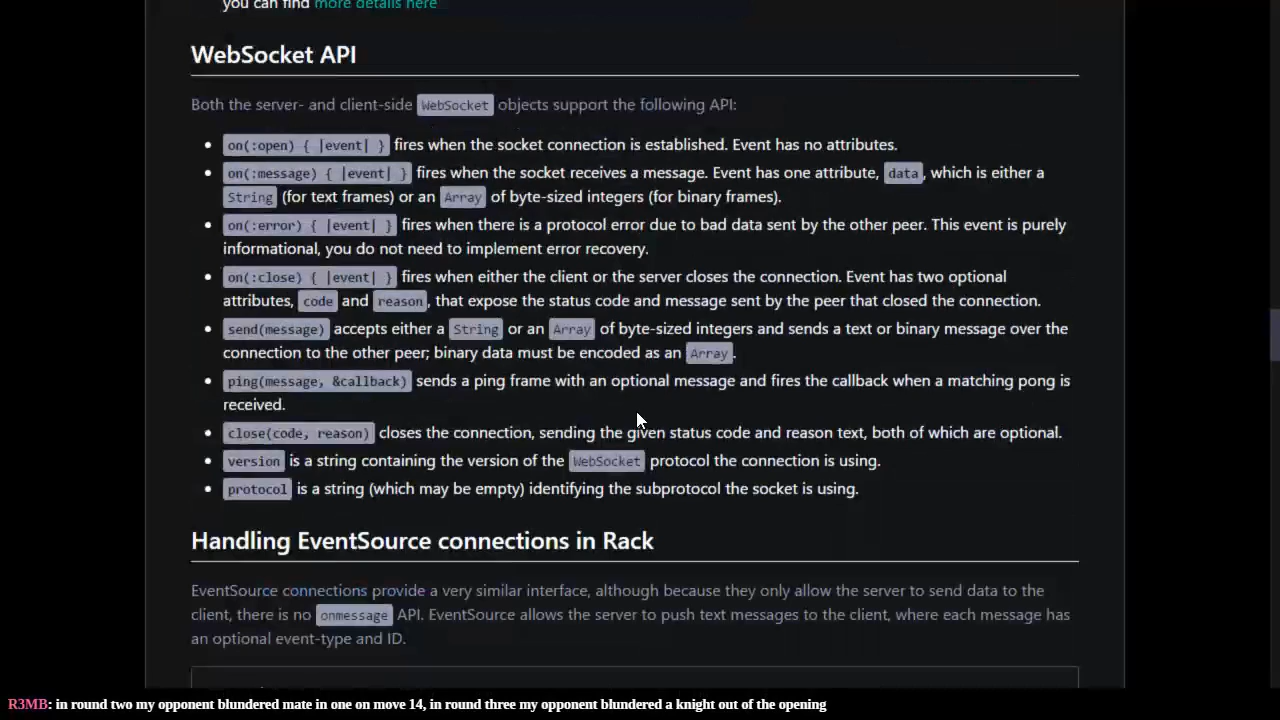 you can find more details here
WebSocket API
Both the server- and client-side WebSocket objects support the following API:
on(:open) { |event| } fires when the socket connection is established. Event has no attributes.
on(:message) { |event| } fires when the socket receives a message. Event has one attribute, data, which is either a
String (for text frames) or an Array of byte-sized integers (for binary frames).
on(:error) { |event| } fires when there is a protocol error due to bad data sent by the other peer. This event is purely
informational, you do not need to implement error recovery.
on(:close) { |event| } fires when either the client or the server closes the connection. Event has two optional
attributes, code and reason, that expose the status code and message sent by the peer that closed the connection.
send(message) accepts either a String or an Array of byte-sized integers and sends a text or binary message over the
connection to the other peer; binary data must be encoded as an Array.
ping(message, &callback) sends a ping frame with an optional message and fires the callback when a matching pong is
received.
close(code, reason) closes the connection, sending the given status code and reason text, both of which are optional.
version is a string containing the version of the WebSocket protocol the connection is using.
protocol is a string (which may be empty) identifying the subprotocol the socket is using.
Handling EventSource connections in Rack
EventSource connections provide a very similar interface, although because they only allow the server to send data to the
client, there is no onmessage API. EventSource allows the server to push text messages to the client, where each message has
an optional event-type and ID.
R3MB: in round two my opponent blundered mate in one on move 14, in round three my opponent blundered a knight out of the opening